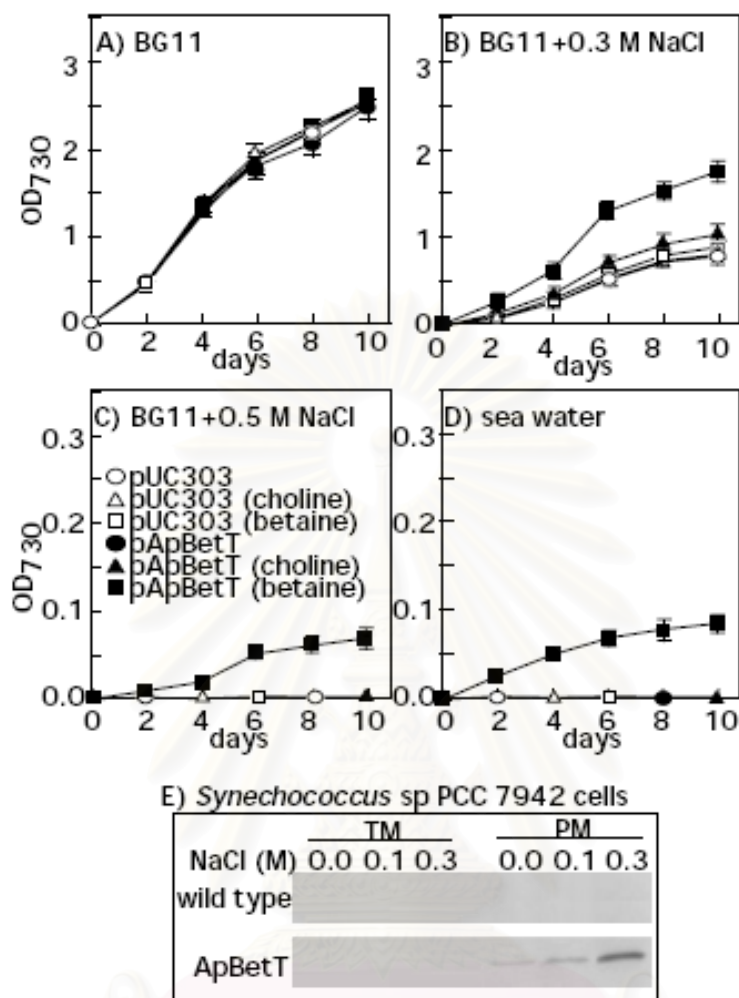 A) BG11
3
2
1
0
OD730
0 2 4 6 8 10
days
B) BG11+0.3 M NaCl
3
2
1
0
0 2 4 6 8 10
days
C) BG11+0.5 M NaCl
0.3
0.2
0.1
0.0
OD730
pUC303
pUC303 (choline)
pUC303 (betaine)
pApBetT
pApBetT (choline)
pApBetT (betaine)
0 2 4 6 8 10
days
D) sea water
0.3
0.2
0.1
0.0
0 2 4 6 8 10
days
E) Synechococcus sp PCC 7942 cells
TM PM
NaCl (M) 0.0 0.1 0.3 0.0 0.1 0.3
wild type
ApBetT